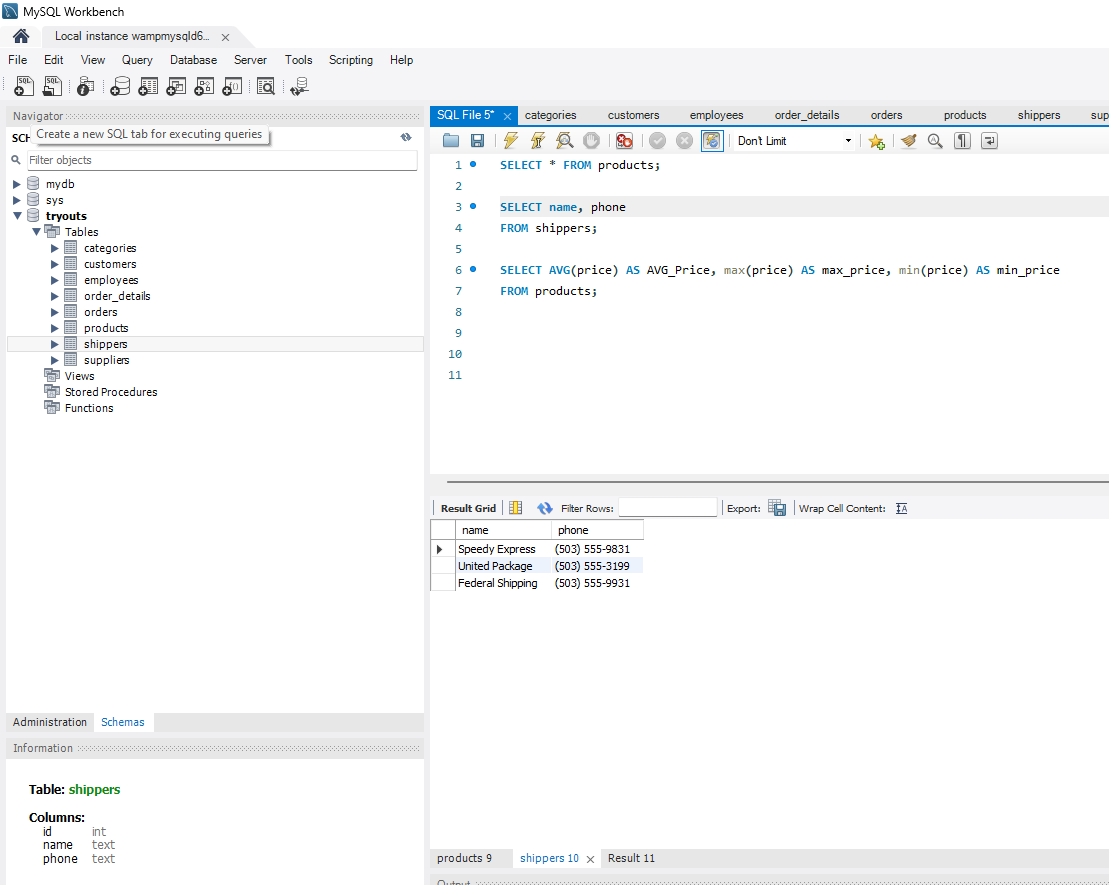 MySQL Workbench
Local instance wampmysqld6...
File Edit View Query Database Server Tools Scripting Help
SQL SQL
Navigator
SCH
Create a new SQL tab for executing queries
Filter objects
mydb
sys
tryouts
Tables
categories
customers
employees
order_details
orders
products
shippers
suppliers
Views
Stored Procedures
Functions
Administration Schemas
Information
Table: shippers
Columns:
id int
name text
phone text
SQL File 5* categories customers employees order_details orders products shippers sup
Don't Limit
1 SELECT * FROM products;
2
3 SELECT name, phone
4 FROM shippers;
5
6 SELECT AVG(price) AS AVG_Price, max(price) AS max_price, min(price) AS min_price
7 FROM products;
8
9
10
11
Result Grid Filter Rows: Export: Wrap Cell Content:
name phone
Speedy Express (503) 555-9831
United Package (503) 555-3199
Federal Shipping (503) 555-9931
products 9 shippers 10 Result 11
Output